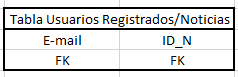 Tabla Usuarios Registrados/Noticias
E-mail ID_N
FK FK